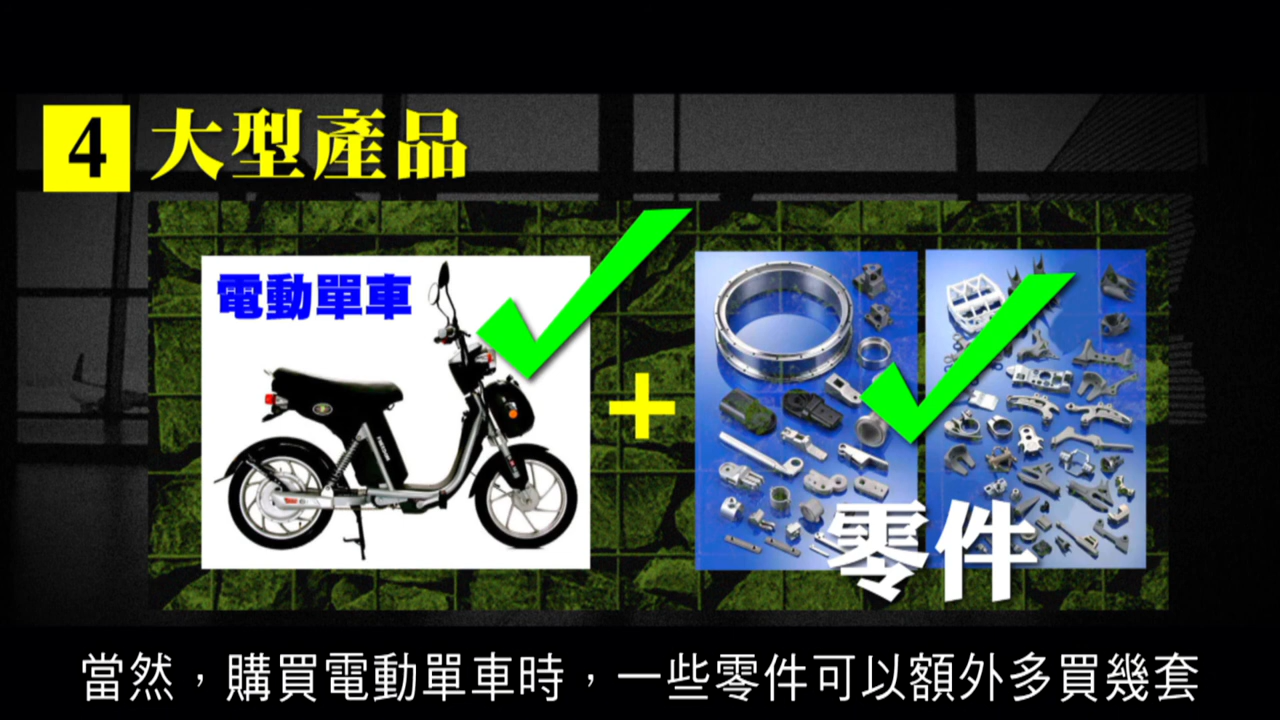 4 大型產品
電動單車
零件
當然，購買電動單車時，一些零件可以額外多買幾套